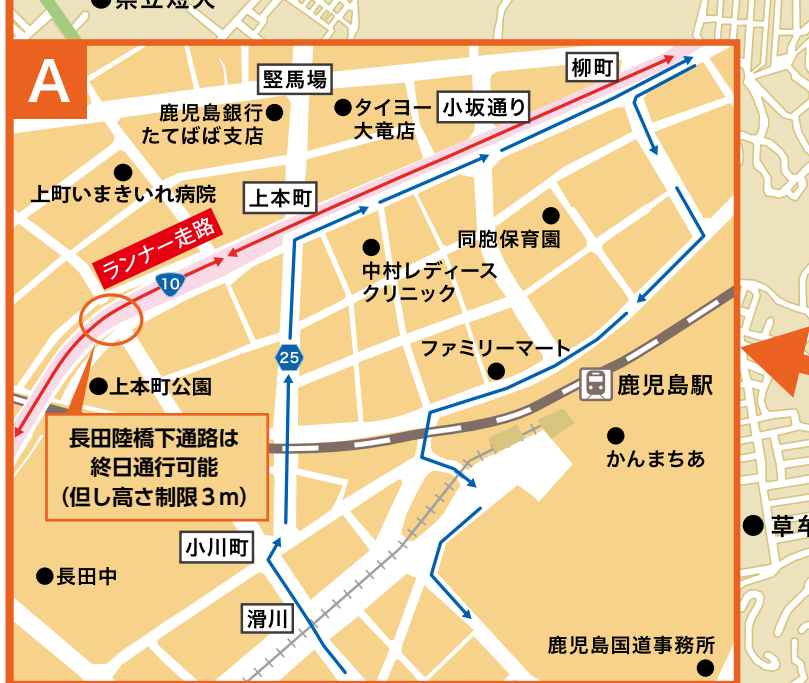 県立短大
A
柳町
竪馬場
鹿児島銀行
たてばば支店
タイヨー
大竜店
小坂通り
上町いまきいれ病院
上本町
ランナー走路
同胞保育園
中村レディース
クリニック
10
25
ファミリーマート
上本町公園
鹿児島駅
長田陸橋下通路は
終日通行可能
(但し高さ制限3m)
かんまちあ
小川町
長田中
滑川
鹿児島国道事務所
草牟